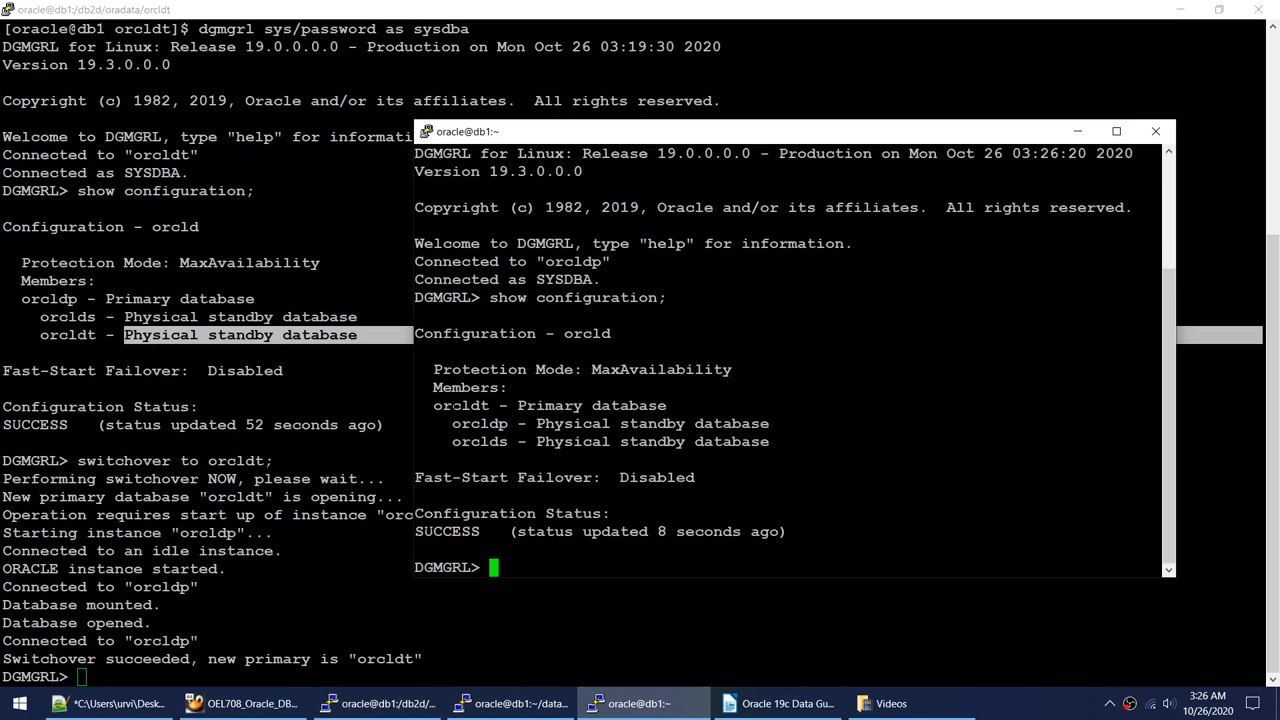 oracle@db1:/db2d/oradata/orcldt
[oracle@db1 orcldt]$ dgmgrl sys/password as sysdba
DGMGRL for Linux: Release 19.0.0.0.0 - Production on Mon Oct 26 03:19:30 2020
Version 19.3.0.0.0
Copyright (c) 1982, 2019, Oracle and/or its affiliates.  All rights reserved.
Welcome to DGMGRL, type "help" for informati
Connected to "orcldt"
Connected as SYSDBA.
DGMGRL> show configuration;
Configuration - orcld
Protection Mode: MaxAvailability
Members:
orcldp - Primary database
orclds - Physical standby database
orcldt - Physical standby database
Fast-Start Failover:  Disabled
Configuration Status:
SUCCESS   (status updated 52 seconds ago)
DGMGRL> switchover to orcldt;
Performing switchover NOW, please wait...
New primary database "orcldt" is opening...
Operation requires start up of instance "orc
Starting instance "orcldp"...
Connected to an idle instance.
ORACLE instance started.
Connected to "orcldp"
Database mounted.
Database opened.
Connected to "orcldp"
Switchover succeeded, new primary is "orcldt"
DGMGRL>
oracle@db1:~
DGMGRL for Linux: Release 19.0.0.0.0 - Production on Mon Oct 26 03:26:20 2020
Version 19.3.0.0.0
Copyright (c) 1982, 2019, Oracle and/or its affiliates.  All rights reserved.
Welcome to DGMGRL, type "help" for information.
Connected to "orcldp"
Connected as SYSDBA.
DGMGRL> show configuration;
Configuration - orcld
Protection Mode: MaxAvailability
Members:
orcldt - Primary database
orcldp - Physical standby database
orclds - Physical standby database
Fast-Start Failover:  Disabled
Configuration Status:
SUCCESS   (status updated 8 seconds ago)
DGMGRL>
*C:\Users\urvi\Desk...
OEL708_Oracle_DB...
oracle@db1:/db2d/...
oracle@db1:~/data...
oracle@db1:~
Oracle 19c Data Gu...
Videos
3:26 AM
10/26/2020